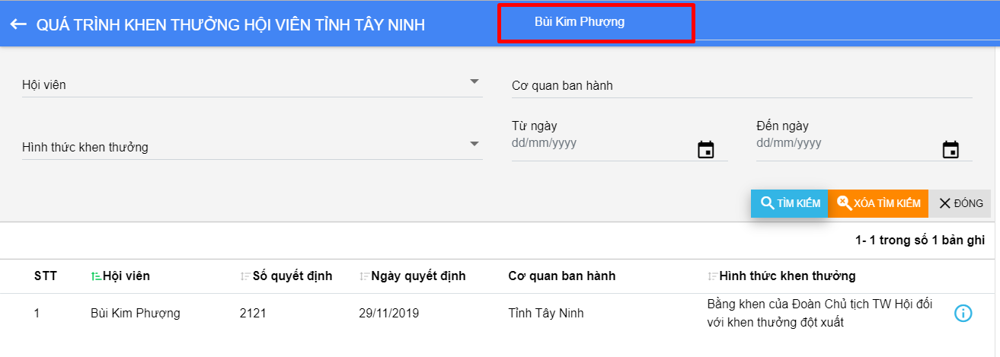 QUÁ TRÌNH KHEN THƯỞNG HỘI VIÊN TỈNH TÂY NINH Bùi Kim Phượng
Hội viên Cơ quan ban hành
Từ ngày Đến ngày
dd/mm/yyyy dd/mm/yyyy
Hình thức khen thưởng
TÌM KIẾM XÓA TÌM KIẾM ĐÓNG
1- 1 trong số 1 bản ghi
STT Hội viên Số quyết định Ngày quyết định Cơ quan ban hành Hình thức khen thưởng
1 Bùi Kim Phượng 2121 29/11/2019 Tỉnh Tây Ninh Bằng khen của Đoàn Chủ tịch TW Hội đối
với khen thưởng đột xuất